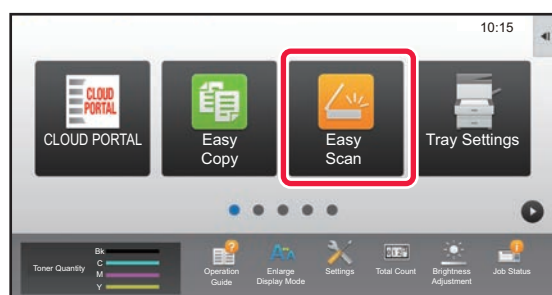 10:15
CLOUD
PORTAL
CLOUD PORTAL
Easy
Copy
Easy
Scan
Tray Settings
Toner Quantity
Bk
C
M
Y
Operation
Guide
Enlarge
Display Mode
Settings
Total Count
Brightness
Adjustment
Job Status